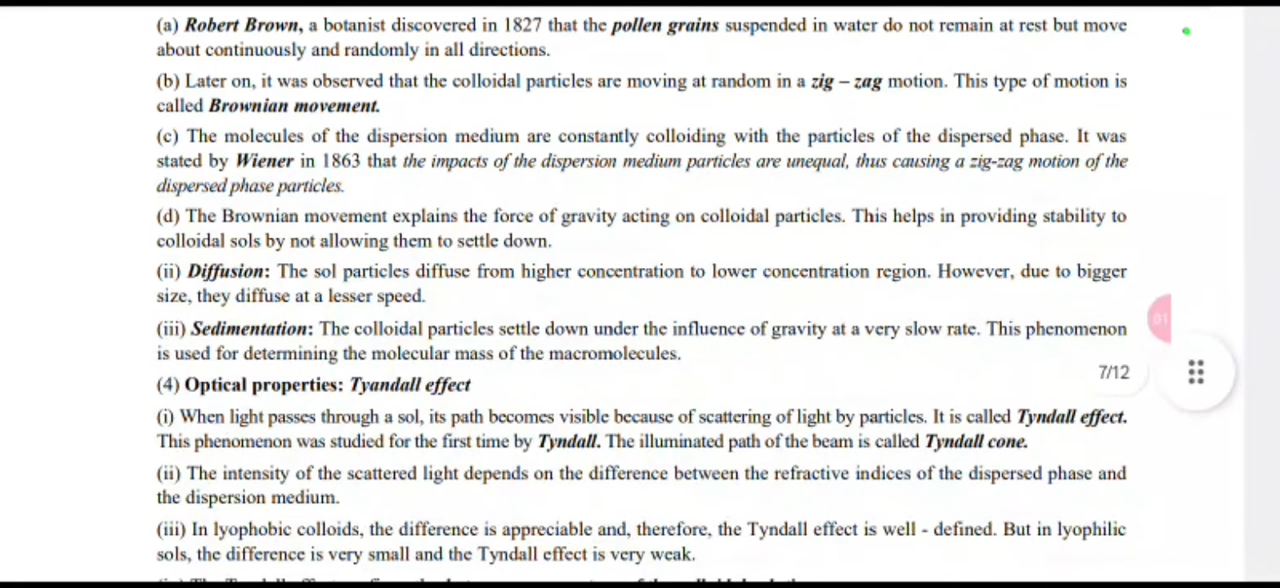 (a) Robert Brown, a botanist discovered in 1827 that the pollen grains suspended in water do not remain at rest but move
about continuously and randomly in all directions.
(b) Later on, it was observed that the colloidal particles are moving at random in a zig – zag motion. This type of motion is
called Brownian movement.
(c) The molecules of the dispersion medium are constantly colloiding with the particles of the dispersed phase. It was
stated by Wiener in 1863 that the impacts of the dispersion medium particles are unequal, thus causing a zig-zag motion of the
dispersed phase particles.
(d) The Brownian movement explains the force of gravity acting on colloidal particles. This helps in providing stability to
colloidal sols by not allowing them to settle down.
(ii) Diffusion: The sol particles diffuse from higher concentration to lower concentration region. However, due to bigger
size, they diffuse at a lesser speed.
(iii) Sedimentation: The colloidal particles settle down under the influence of gravity at a very slow rate. This phenomenon
is used for determining the molecular mass of the macromolecules.
01
7/12
(4) Optical properties: Tyandall effect
(i) When light passes through a sol, its path becomes visible because of scattering of light by particles. It is called Tyndall effect.
This phenomenon was studied for the first time by Tyndall. The illuminated path of the beam is called Tyndall cone.
(ii) The intensity of the scattered light depends on the difference between the refractive indices of the dispersed phase and
the dispersion medium.
(iii) In lyophobic colloids, the difference is appreciable and, therefore, the Tyndall effect is well - defined. But in lyophilic
sols, the difference is very small and the Tyndall effect is very weak.